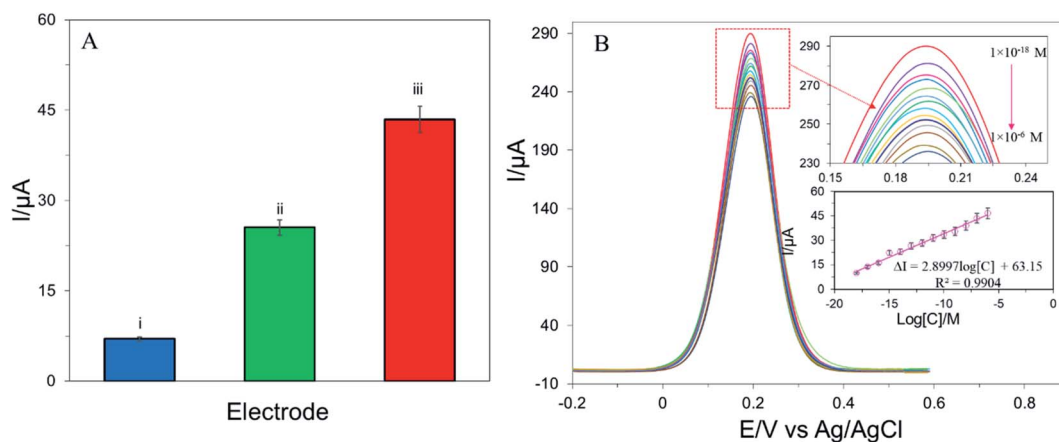 A
60
45
30
15
0
I/µA
i
ii
iii
Electrode
B
290
240
190
140
90
40
-10
I/µA
-0.2
0
0.2
0.4
0.6
0.8
E/V vs Ag/AgCl
290
280
270
260
250
240
230
0.15
0.18
0.21
0.24
1×10-18 M
1×10-6 M
60
45
30
15
0
I/µA
ΔI = 2.8997log[C] + 63.15
R² = 0.9904
-20
-15
-10
-5
0
Log[C]/M